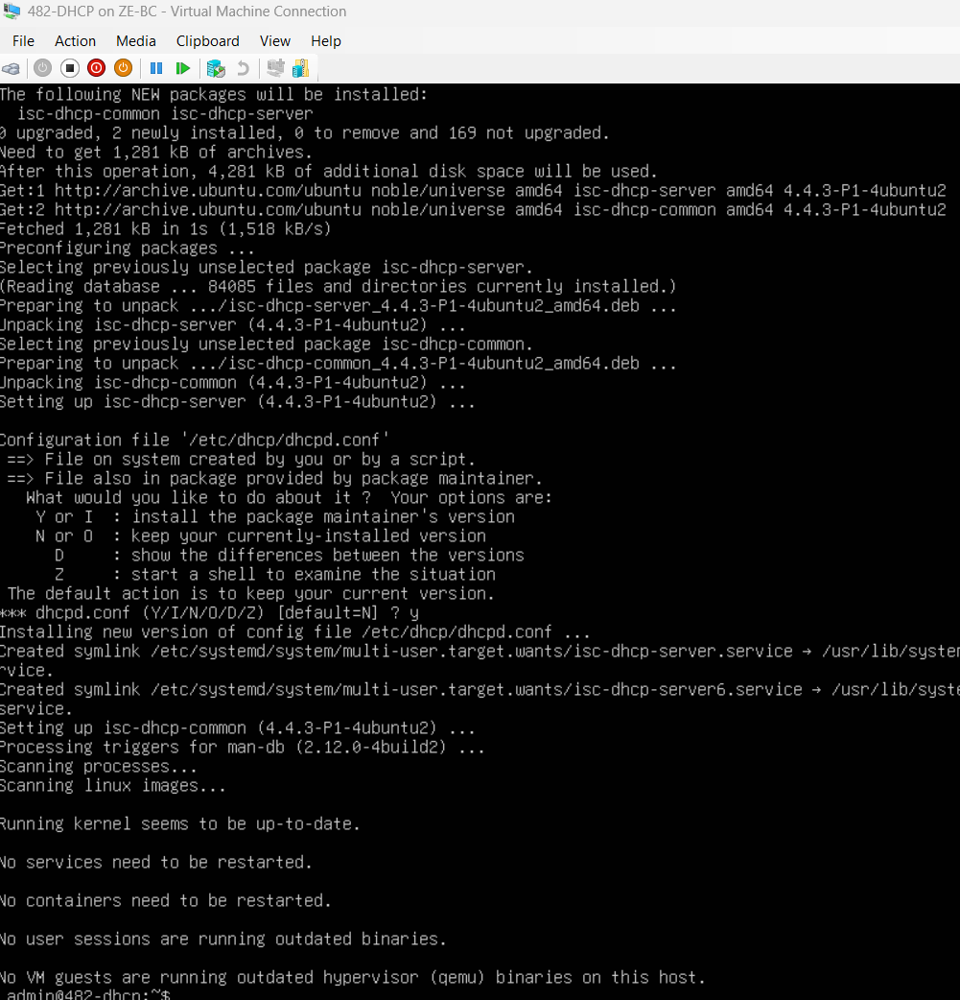 482-DHCP on ZE-BC - Virtual Machine Connection
File Action Media Clipboard View Help
The following NEW packages will be installed:
isc-dhcp-common isc-dhcp-server
0 upgraded, 2 newly installed, 0 to remove and 169 not upgraded.
Need to get 1,281 kB of archives.
After this operation, 4,281 kB of additional disk space will be used.
Get:1 http://archive.ubuntu.com/ubuntu noble/universe amd64 isc-dhcp-server amd64 4.4.3-P1-4ubuntu2
Get:2 http://archive.ubuntu.com/ubuntu noble/universe amd64 isc-dhcp-common amd64 4.4.3-P1-4ubuntu2
Fetched 1,281 kB in 1s (1,518 kB/s)
Preconfiguring packages ...
Selecting previously unselected package isc-dhcp-server.
(Reading database ... 84085 files and directories currently installed.)
Preparing to unpack .../isc-dhcp-server_4.4.3-P1-4ubuntu2_amd64.deb ...
Unpacking isc-dhcp-server (4.4.3-P1-4ubuntu2) ...
Selecting previously unselected package isc-dhcp-common.
Preparing to unpack .../isc-dhcp-common_4.4.3-P1-4ubuntu2_amd64.deb ...
Unpacking isc-dhcp-common (4.4.3-P1-4ubuntu2) ...
Setting up isc-dhcp-server (4.4.3-P1-4ubuntu2) ...
Configuration file '/etc/dhcp/dhcpd.conf'
==> File on system created by you or by a script.
==> File also in package provided by package maintainer.
What would you like to do about it ? Your options are:
Y or I : install the package maintainer's version
N or O : keep your currently-installed version
D : show the differences between the versions
Z : start a shell to examine the situation
The default action is to keep your current version.
*** dhcpd.conf (Y/I/N/O/D/Z) [default=N] ? y
Installing new version of config file /etc/dhcp/dhcpd.conf ...
Created symlink /etc/systemd/system/multi-user.target.wants/isc-dhcp-server.service → /usr/lib/system
rvice.
Created symlink /etc/systemd/system/multi-user.target.wants/isc-dhcp-server6.service → /usr/lib/syste
service.
Setting up isc-dhcp-common (4.4.3-P1-4ubuntu2) ...
Processing triggers for man-db (2.12.0-4build2) ...
Scanning processes...
Scanning linux images...
Running kernel seems to be up-to-date.
No services need to be restarted.
No containers need to be restarted.
No user sessions are running outdated binaries.
No VM guests are running outdated hypervisor (qemu) binaries on this host.
admin@482-dhcp:~$